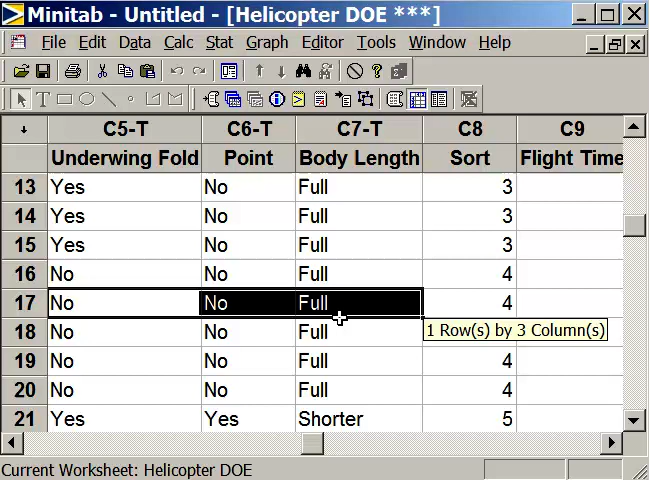 Minitab - Untitled - [Helicopter DOE ***]
File Edit Data Calc Stat Graph Editor Tools Window Help
↓ C5-T C6-T C7-T C8 C9
Underwing Fold Point Body Length Sort Flight Time
13 Yes No Full 3
14 Yes No Full 3
15 Yes No Full 3
16 No No Full 4
17 No No Full 4
18 No No Full
1 Row(s) by 3 Column(s)
19 No No Full 4
20 No No Full 4
21 Yes Yes Shorter 5
Current Worksheet: Helicopter DOE